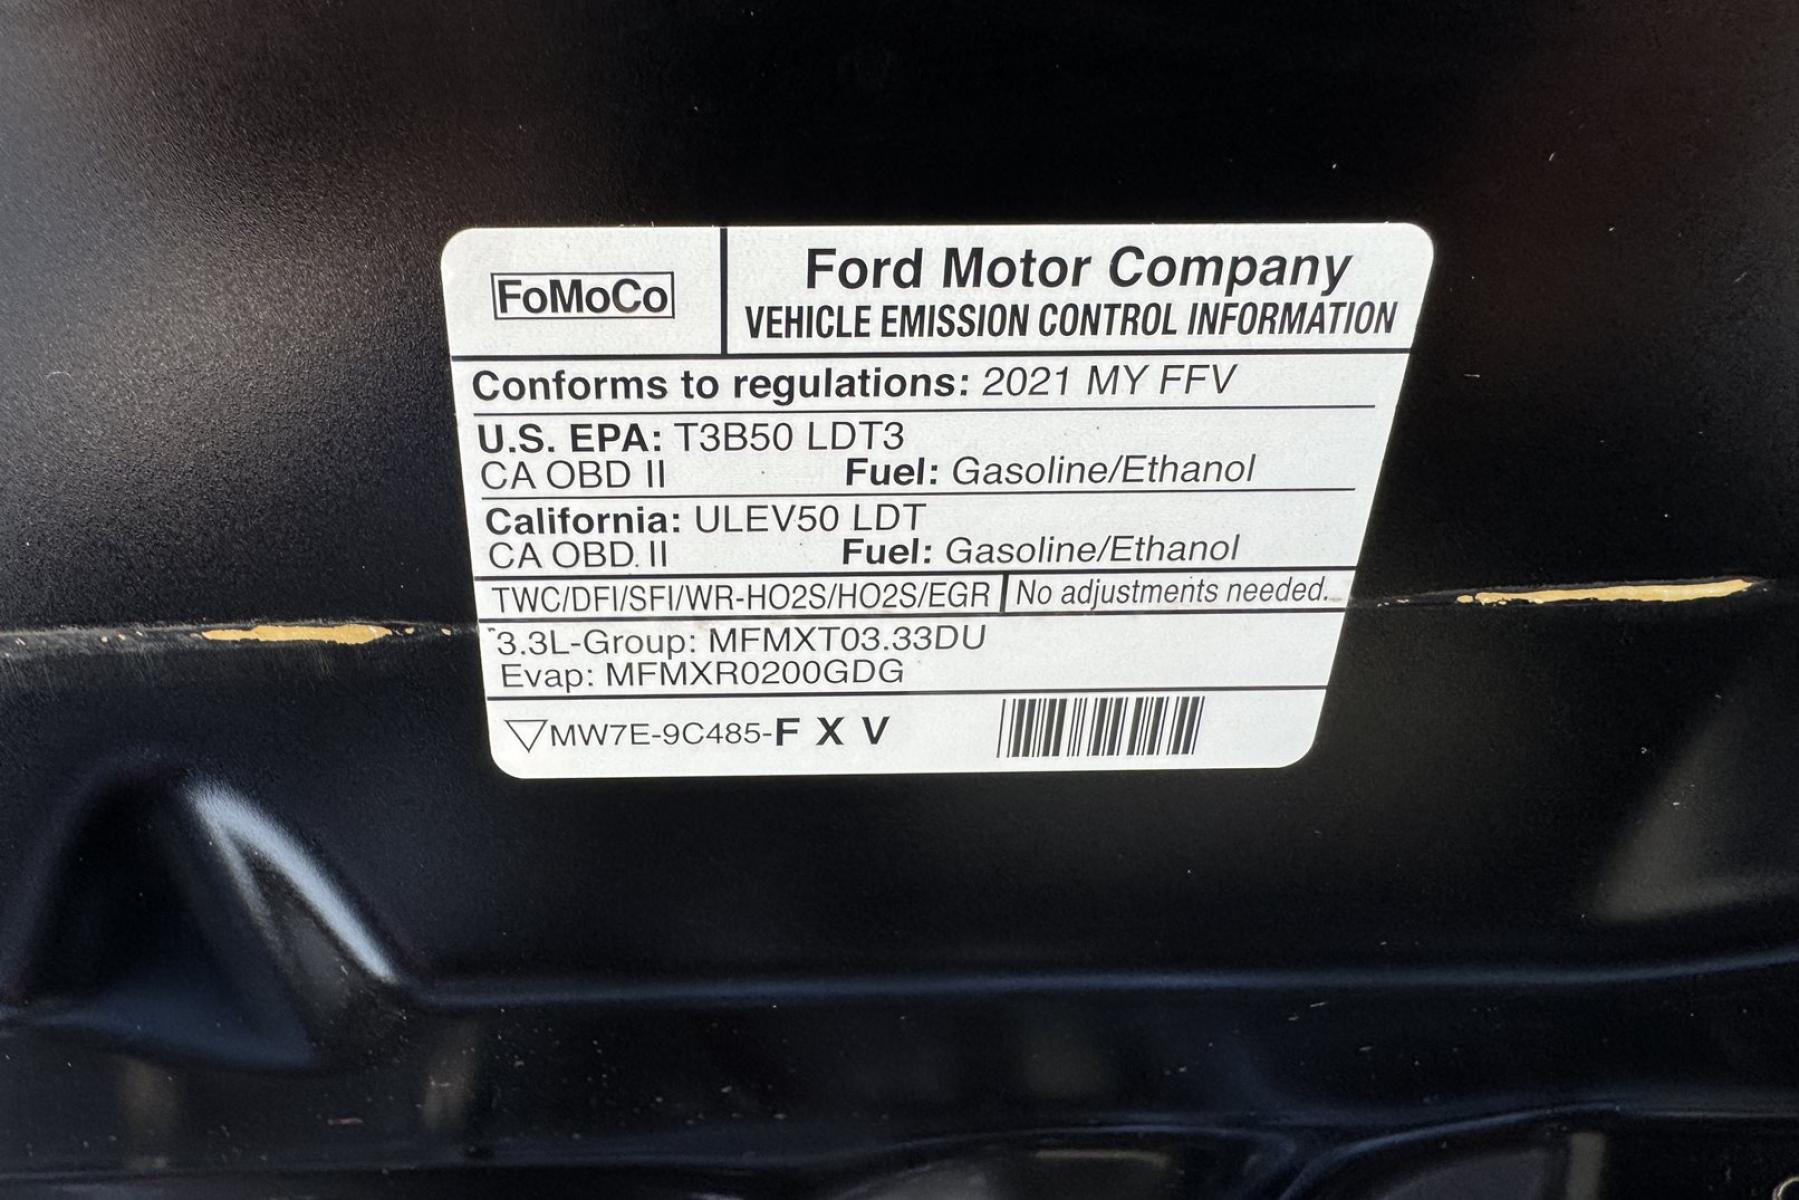 FoMoCo
Ford Motor Company
VEHICLE EMISSION CONTROL INFORMATION
Conforms to regulations: 2021 MY FFV
U.S. EPA: T3B50 LDT3
CA OBD II Fuel: Gasoline/Ethanol
California: ULEV50 LDT
CA OBD II Fuel: Gasoline/Ethanol
TWC/DFI/SFI/WR-HO2S/HO2S/EGR No adjustments needed.
3.3L-Group: MFMXT03.33DU
Evap: MFMXR0200GDG
MW7E-9C485-F X V